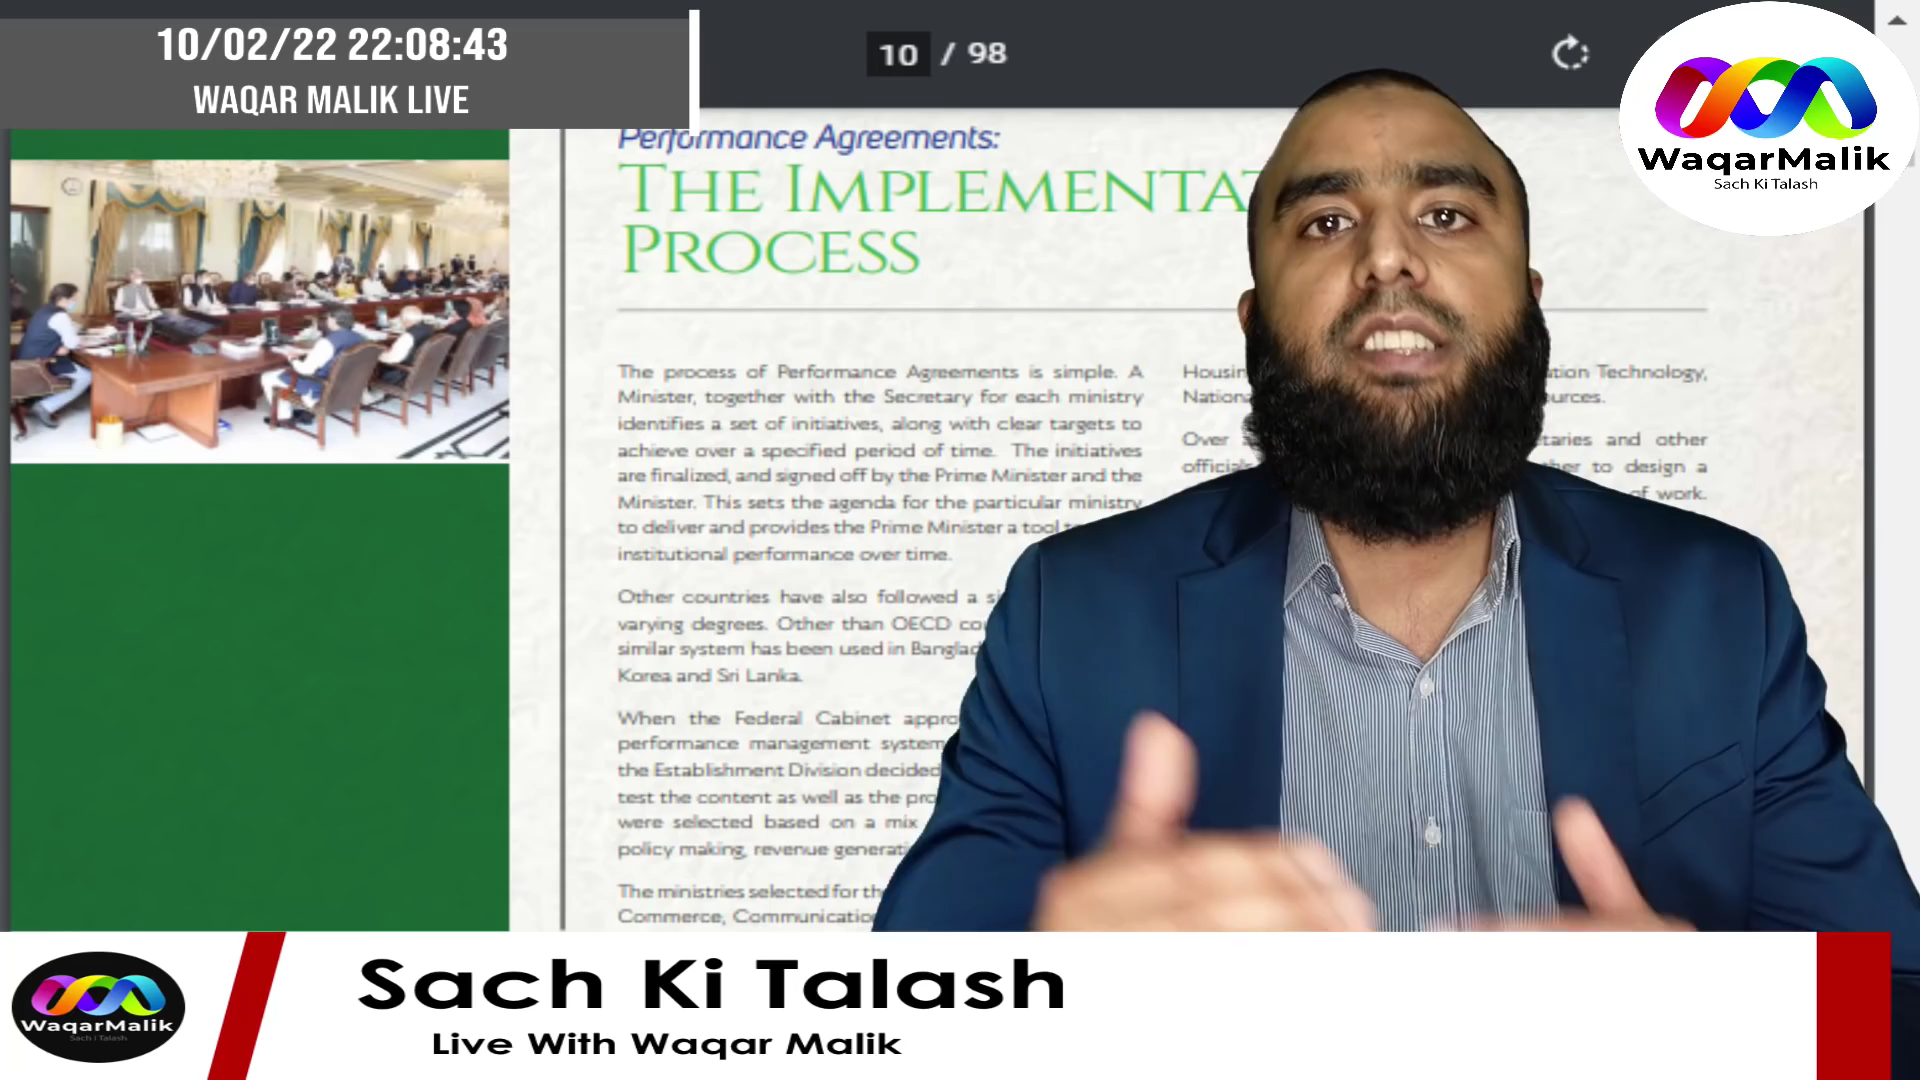 10/02/22 22:08:43
WAQAR MALIK LIVE
10 / 98
WaqarMalik
Sach Ki Talash
Performance Agreements:
THE IMPLEMENTAT
PROCESS
The process of Performance Agreements is simple. A
Minister, together with the Secretary for each ministry
identifies a set of initiatives, along with clear targets to
achieve over a specified period of time. The initiatives
are finalized, and signed off by the Prime Minister and the
Minister. This sets the agenda for the particular ministry
to deliver and provides the Prime Minister a tool
institutional performance over time.
Other countries have also followed a
varying degrees. Other than OECD
similar system has been used in
Korea and Sri Lanka.
When the Federal Cabinet
performance management system
the Establishment Division decided
test the content as well as the
were selected based on a mix
policy making, revenue
The ministries selected for
Commerce,
Technology,
Over
and other
to design a
of work.
Sach Ki Talash
Live With Waqar Malik
WaqarMalik
Sach i Talash